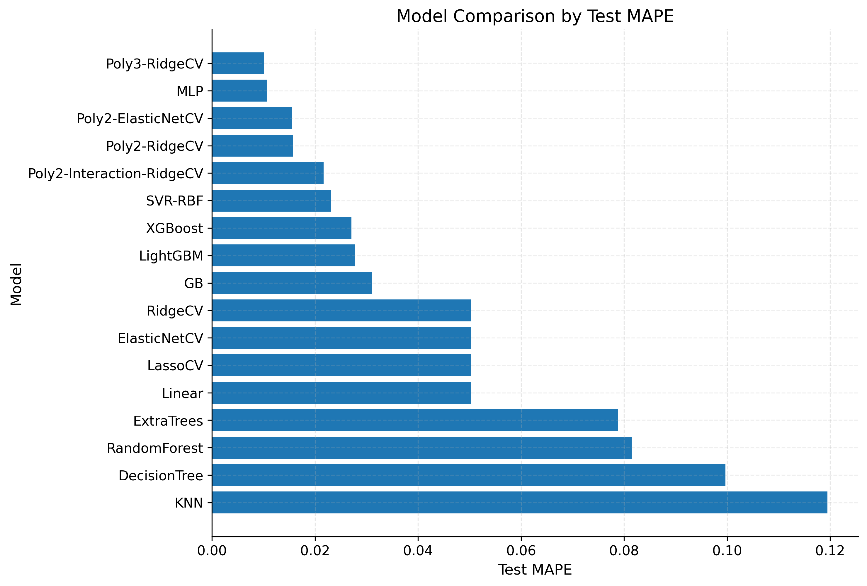 Model Comparison by Test MAPE
Model
Poly3-RidgeCV
MLP
Poly2-ElasticNetCV
Poly2-RidgeCV
Poly2-Interaction-RidgeCV
SVR-RBF
XGBoost
LightGBM
GB
RidgeCV
ElasticNetCV
LassoCV
Linear
ExtraTrees
RandomForest
DecisionTree
KNN
0.00 0.02 0.04 0.06 0.08 0.10 0.12
Test MAPE